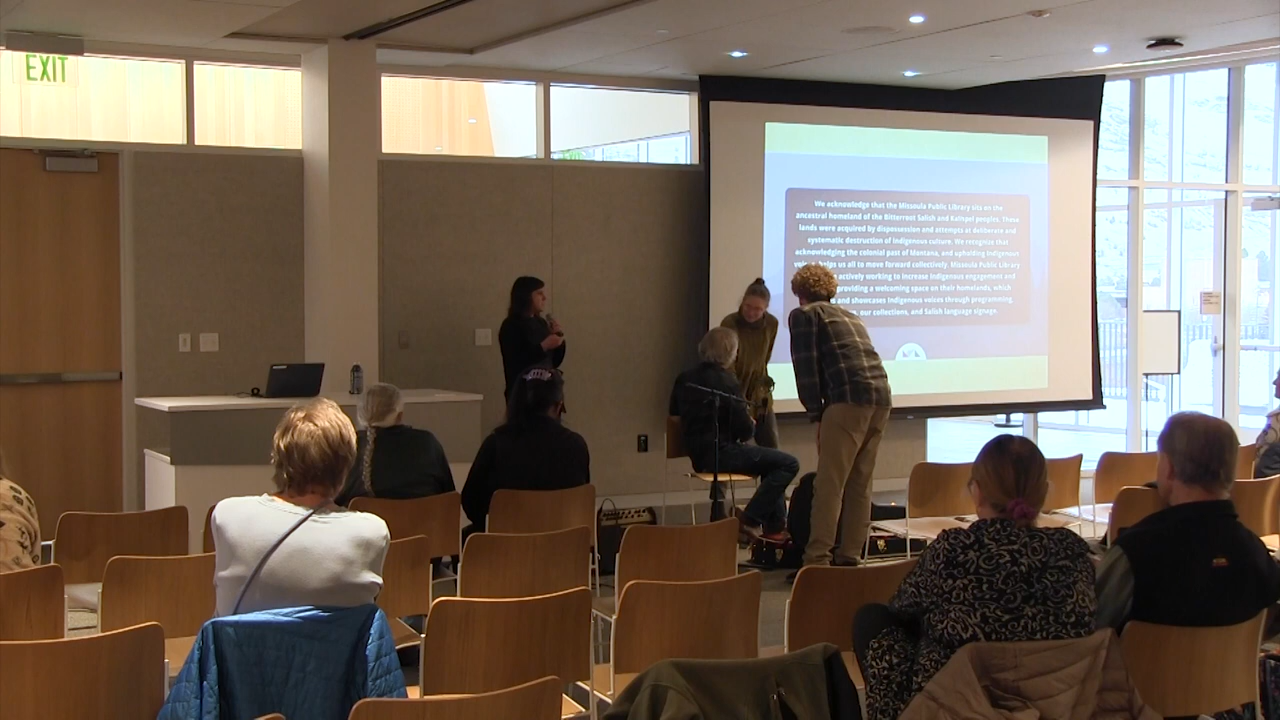 EXIT
We acknowledge that the Missoula Public Library sits on the
ancestral homeland of the Bitterroot Salish and Kalispel peoples. These
lands were acquired by dispossession and attempts at deliberate and
systematic destruction of Indigenous culture. We recognize that
acknowledging the colonial past of Montana, and upholding Indigenous
helps us all to move forward collectively. Missoula Public Library
actively working to increase Indigenous engagement and
providing a welcoming space on their homelands, which
and showcases Indigenous voices through programming,
our collections, and Salish language signage.